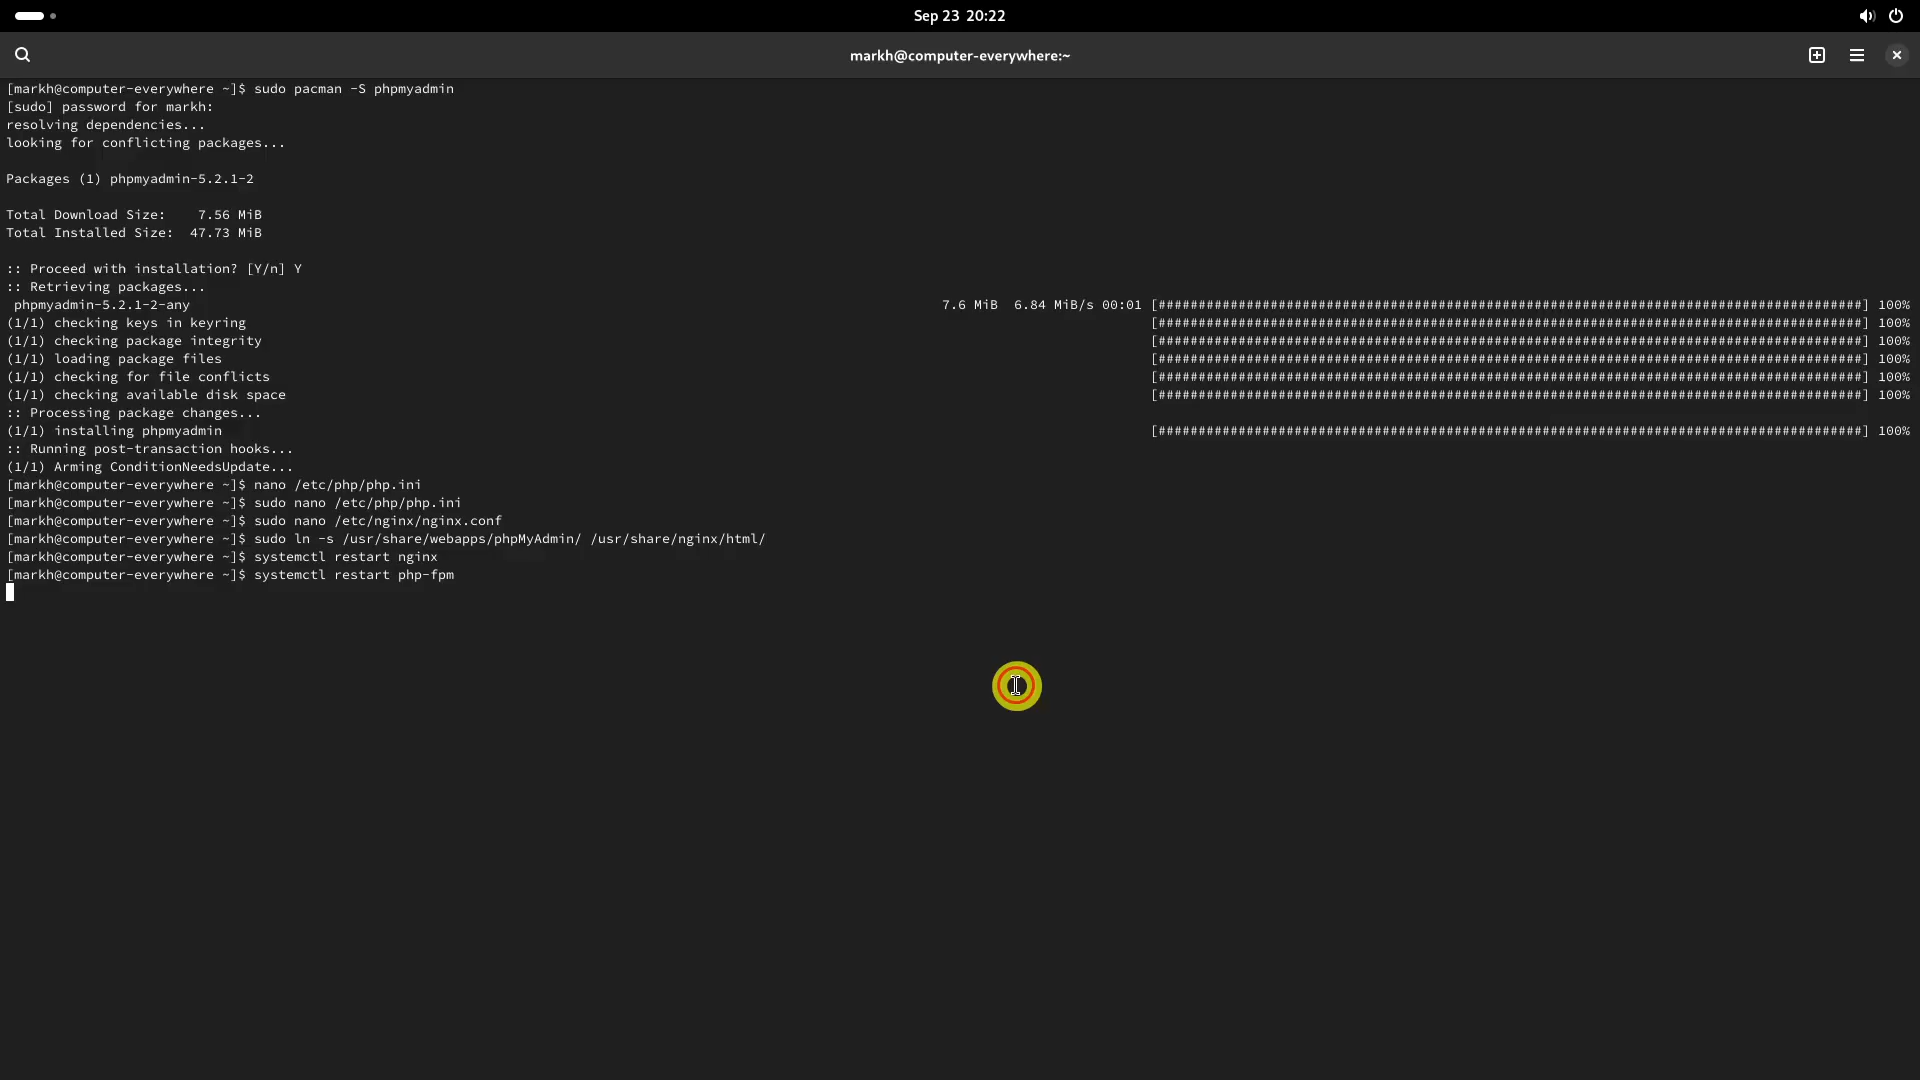 Sep 23 20:22
markh@computer-everywhere:~
[markh@computer-everywhere ~]$ sudo pacman -S phpmyadmin
[sudo] password for markh:
resolving dependencies...
looking for conflicting packages...
Packages (1) phpmyadmin-5.2.1-2
Total Download Size:    7.56 MiB
Total Installed Size:  47.73 MiB
:: Proceed with installation? [Y/n] Y
:: Retrieving packages...
phpmyadmin-5.2.1-2-any 7.6 MiB  6.84 MiB/s 00:01 [########################################################################################] 100%
(1/1) checking keys in keyring [########################################################################################] 100%
(1/1) checking package integrity [########################################################################################] 100%
(1/1) loading package files [########################################################################################] 100%
(1/1) checking for file conflicts [########################################################################################] 100%
(1/1) checking available disk space [########################################################################################] 100%
:: Processing package changes...
(1/1) installing phpmyadmin [########################################################################################] 100%
:: Running post-transaction hooks...
(1/1) Arming ConditionNeedsUpdate...
[markh@computer-everywhere ~]$ nano /etc/php/php.ini
[markh@computer-everywhere ~]$ sudo nano /etc/php/php.ini
[markh@computer-everywhere ~]$ sudo nano /etc/nginx/nginx.conf
[markh@computer-everywhere ~]$ sudo ln -s /usr/share/webapps/phpMyAdmin/ /usr/share/nginx/html/
[markh@computer-everywhere ~]$ systemctl restart nginx
[markh@computer-everywhere ~]$ systemctl restart php-fpm